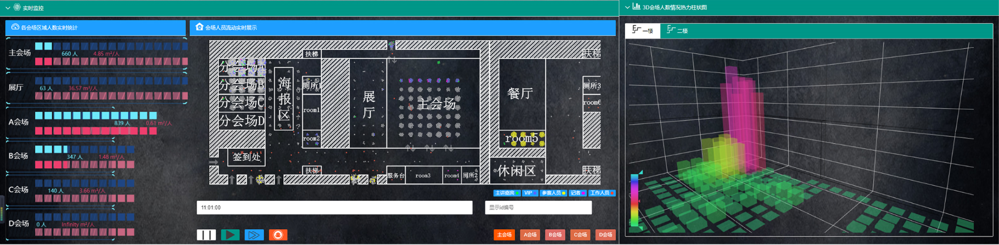 实时监控
各会场区域人数实时统计
主会场
660 人 4.85 m²/人
展厅
63 人 36.57 m²/人
A会场
839 人 0.61 m²/人
B会场
347 人 1.48 m²/人
C会场
140 人 3.66 m²/人
D会场
0 人 Infinity m²/人
会场人员流动实时展示
扶梯
扶梯
分会场A
分会场B
分会场C
分会场D
海报区
厕所1
room1
room2
展厅
主会场
餐厅
厕所3
room6
room5
签到处
扶梯
服务台
room3
room4
厕所2
休闲区
扶梯
主讲嘉宾 VIP 参赛人员 记者 工作人员
11:01:00
显示id编号
主会场 A会场 B会场 C会场 D会场
3D会场人数情况热力柱状图
一楼 二楼